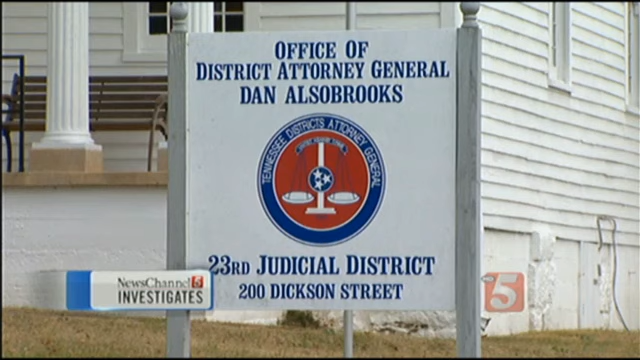 OFFICE OF
DISTRICT ATTORNEY GENERAL
DAN ALSOBROOKS
TENNESSEE DISTRICTS ATTORNEY GENERAL
23RD JUDICIAL DISTRICT
200 DICKSON STREET
NEWSCHANNEL 5
INVESTIGATES
5